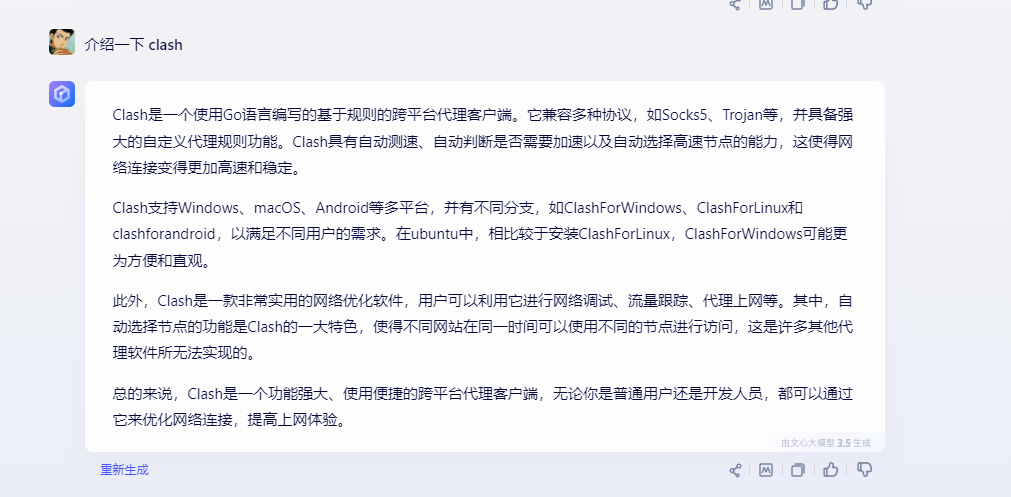 介绍一下 clash
Clash是一个使用Go语言编写的基于规则的跨平台代理客户端。它兼容多种协议，如Socks5、Trojan等，并具备强
大的自定义代理规则功能。Clash具有自动测速、自动判断是否需要加速以及自动选择高速节点的能力，这使得网
络连接变得更加高速和稳定。
Clash支持Windows、macOS、Android等多平台，并有不同分支，如ClashForWindows、ClashForLinux和
clashforandroid，以满足不同用户的需求。在ubuntu中，相比较于安装ClashForLinux，ClashForWindows可能更
为方便和直观。
此外，Clash是一款非常实用的网络优化软件，用户可以利用它进行网络调试、流量跟踪、代理上网等。其中，自
动选择节点的功能是Clash的一大特色，使得不同网站在同一时间可以使用不同的节点进行访问，这是许多其他代
理软件所无法实现的。
总的来说，Clash是一个功能强大、使用便捷的跨平台代理客户端，无论你是普通用户还是开发人员，都可以通过
它来优化网络连接，提高上网体验。
由文心大模型 3.5 生成
重新生成